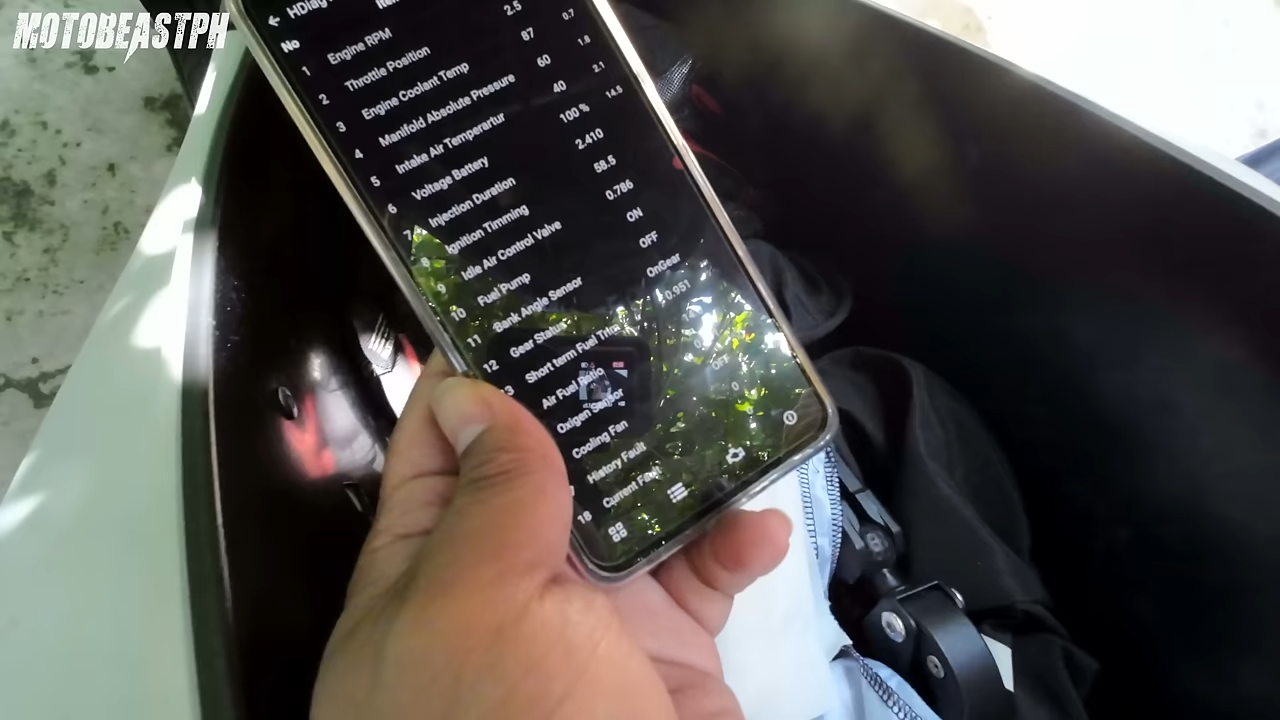 MOTOBEASTPH
HDiag
No
1 Engine RPM
2 Throttle Position 2.5 0.7
3 Engine Coolant Temp 87 1.8
4 Manifold Absolute Pressure 60 2.1
5 Intake Air Temperartur 40 14.5
6 Voltage Battery 100 %
7 Injection Duration 2.410
8 Ignition Timming 58.5
9 Idle Air Control Valve 0.786
10 Fuel Pump ON
11 Bank Angle Sensor OFF
12 Gear Status OnGear
3 Short term Fuel Trim 0.951
Air Fuel Ratio
Oxigen Sensor
Cooling Fan OFF
History Fault 0
18 Current Fault